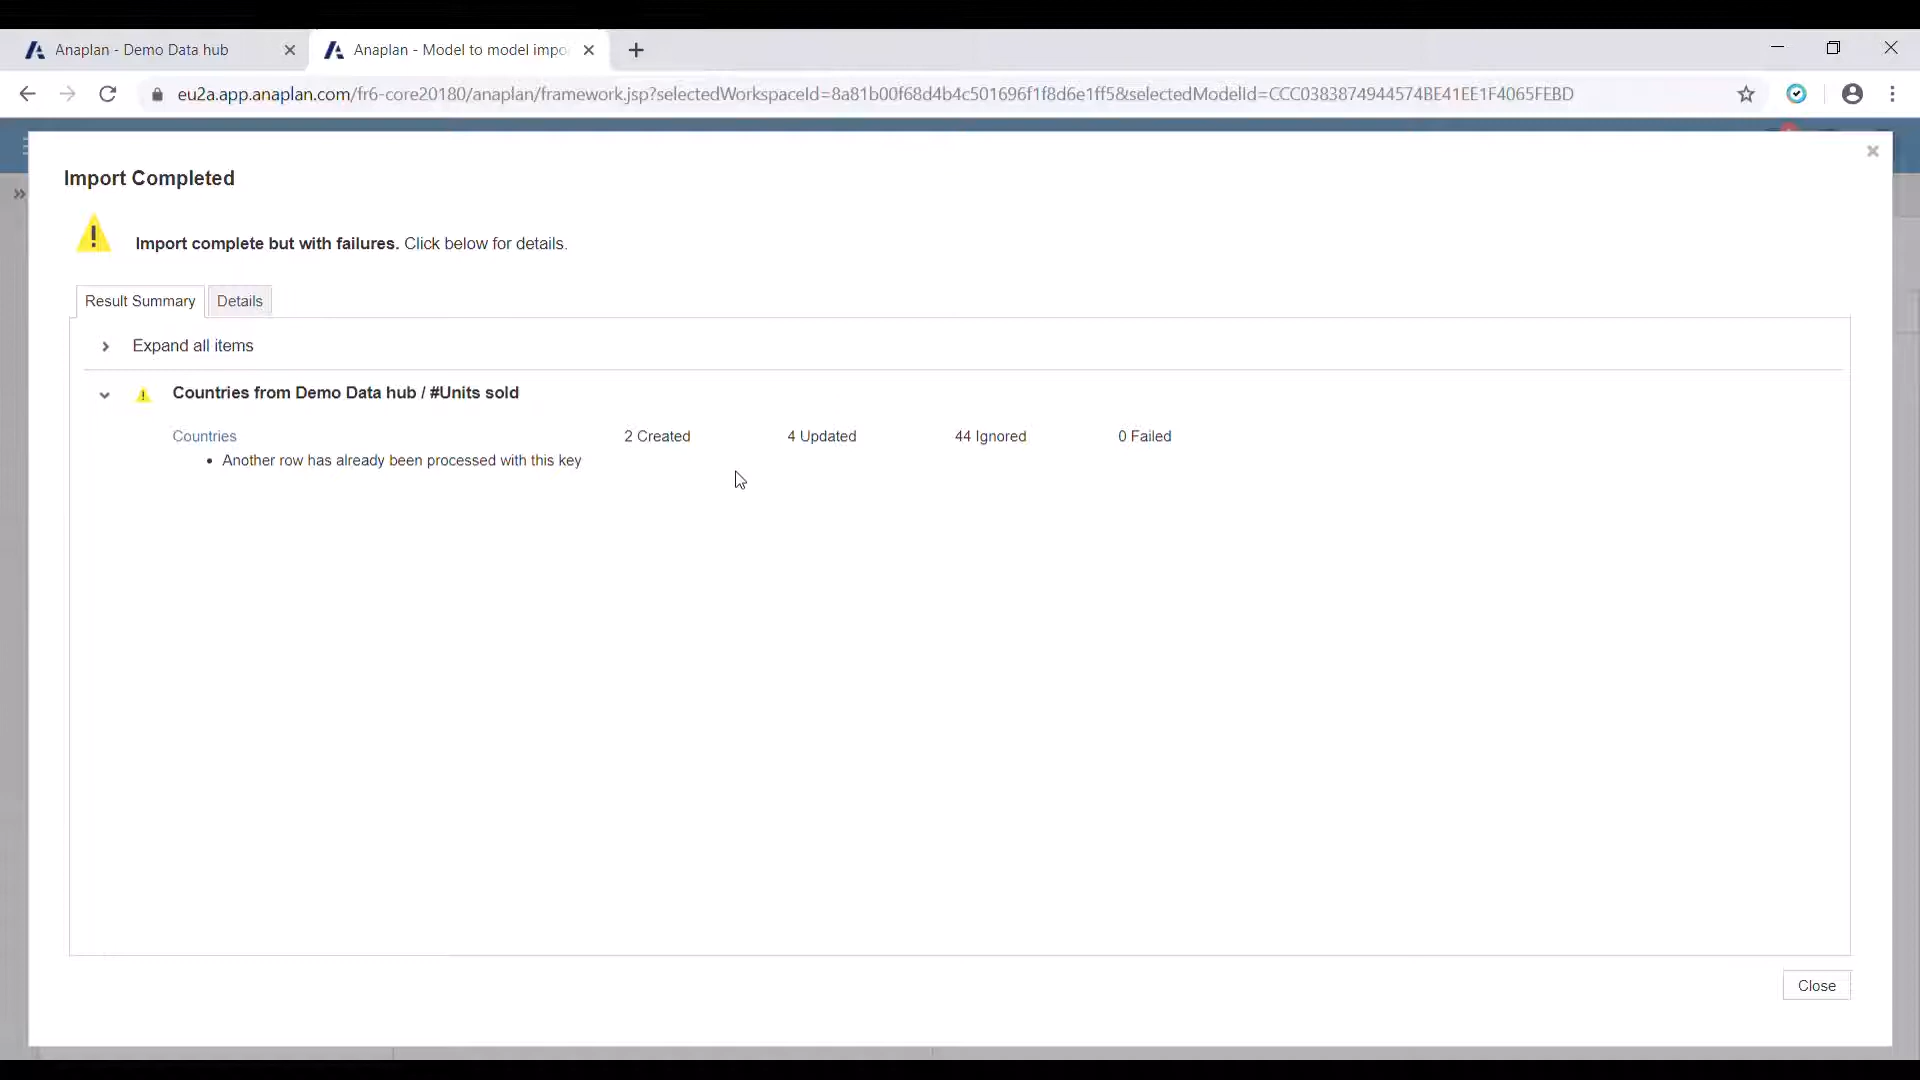 Anaplan - Demo Data hub
Anaplan - Model to model impo
eu2a.app.anaplan.com/fr6-core20180/anaplan/framework.jsp?selectedWorkspaceId=8a81b00f68d4b4c501696f1f8d6e1ff5&selectedModelId=CCC0383874944574BE41EE1F4065FEBD
Import Completed
Import complete but with failures. Click below for details.
Result Summary
Details
Expand all items
Countries from Demo Data hub / #Units sold
Countries 2 Created 4 Updated 44 Ignored 0 Failed
• Another row has already been processed with this key
Close